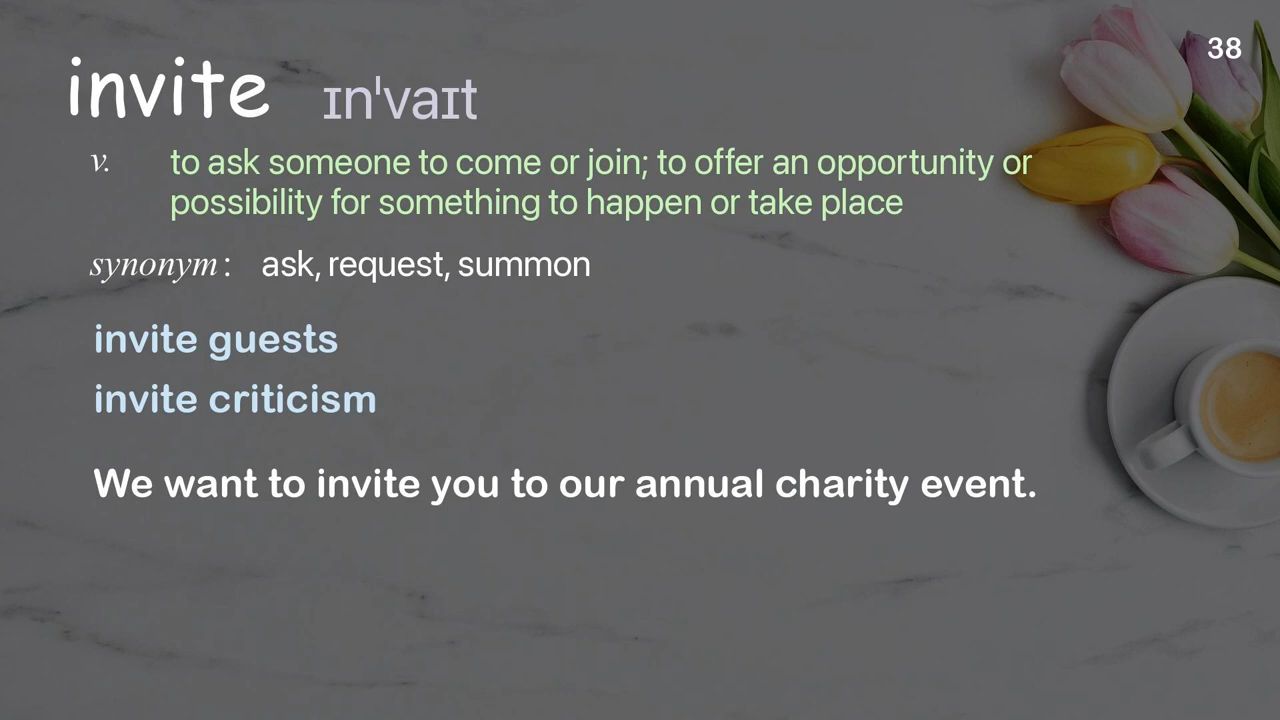 38
invite ɪn'vaɪt
v. to ask someone to come or join; to offer an opportunity or
possibility for something to happen or take place
synonym: ask, request, summon
invite guests
invite criticism
We want to invite you to our annual charity event.